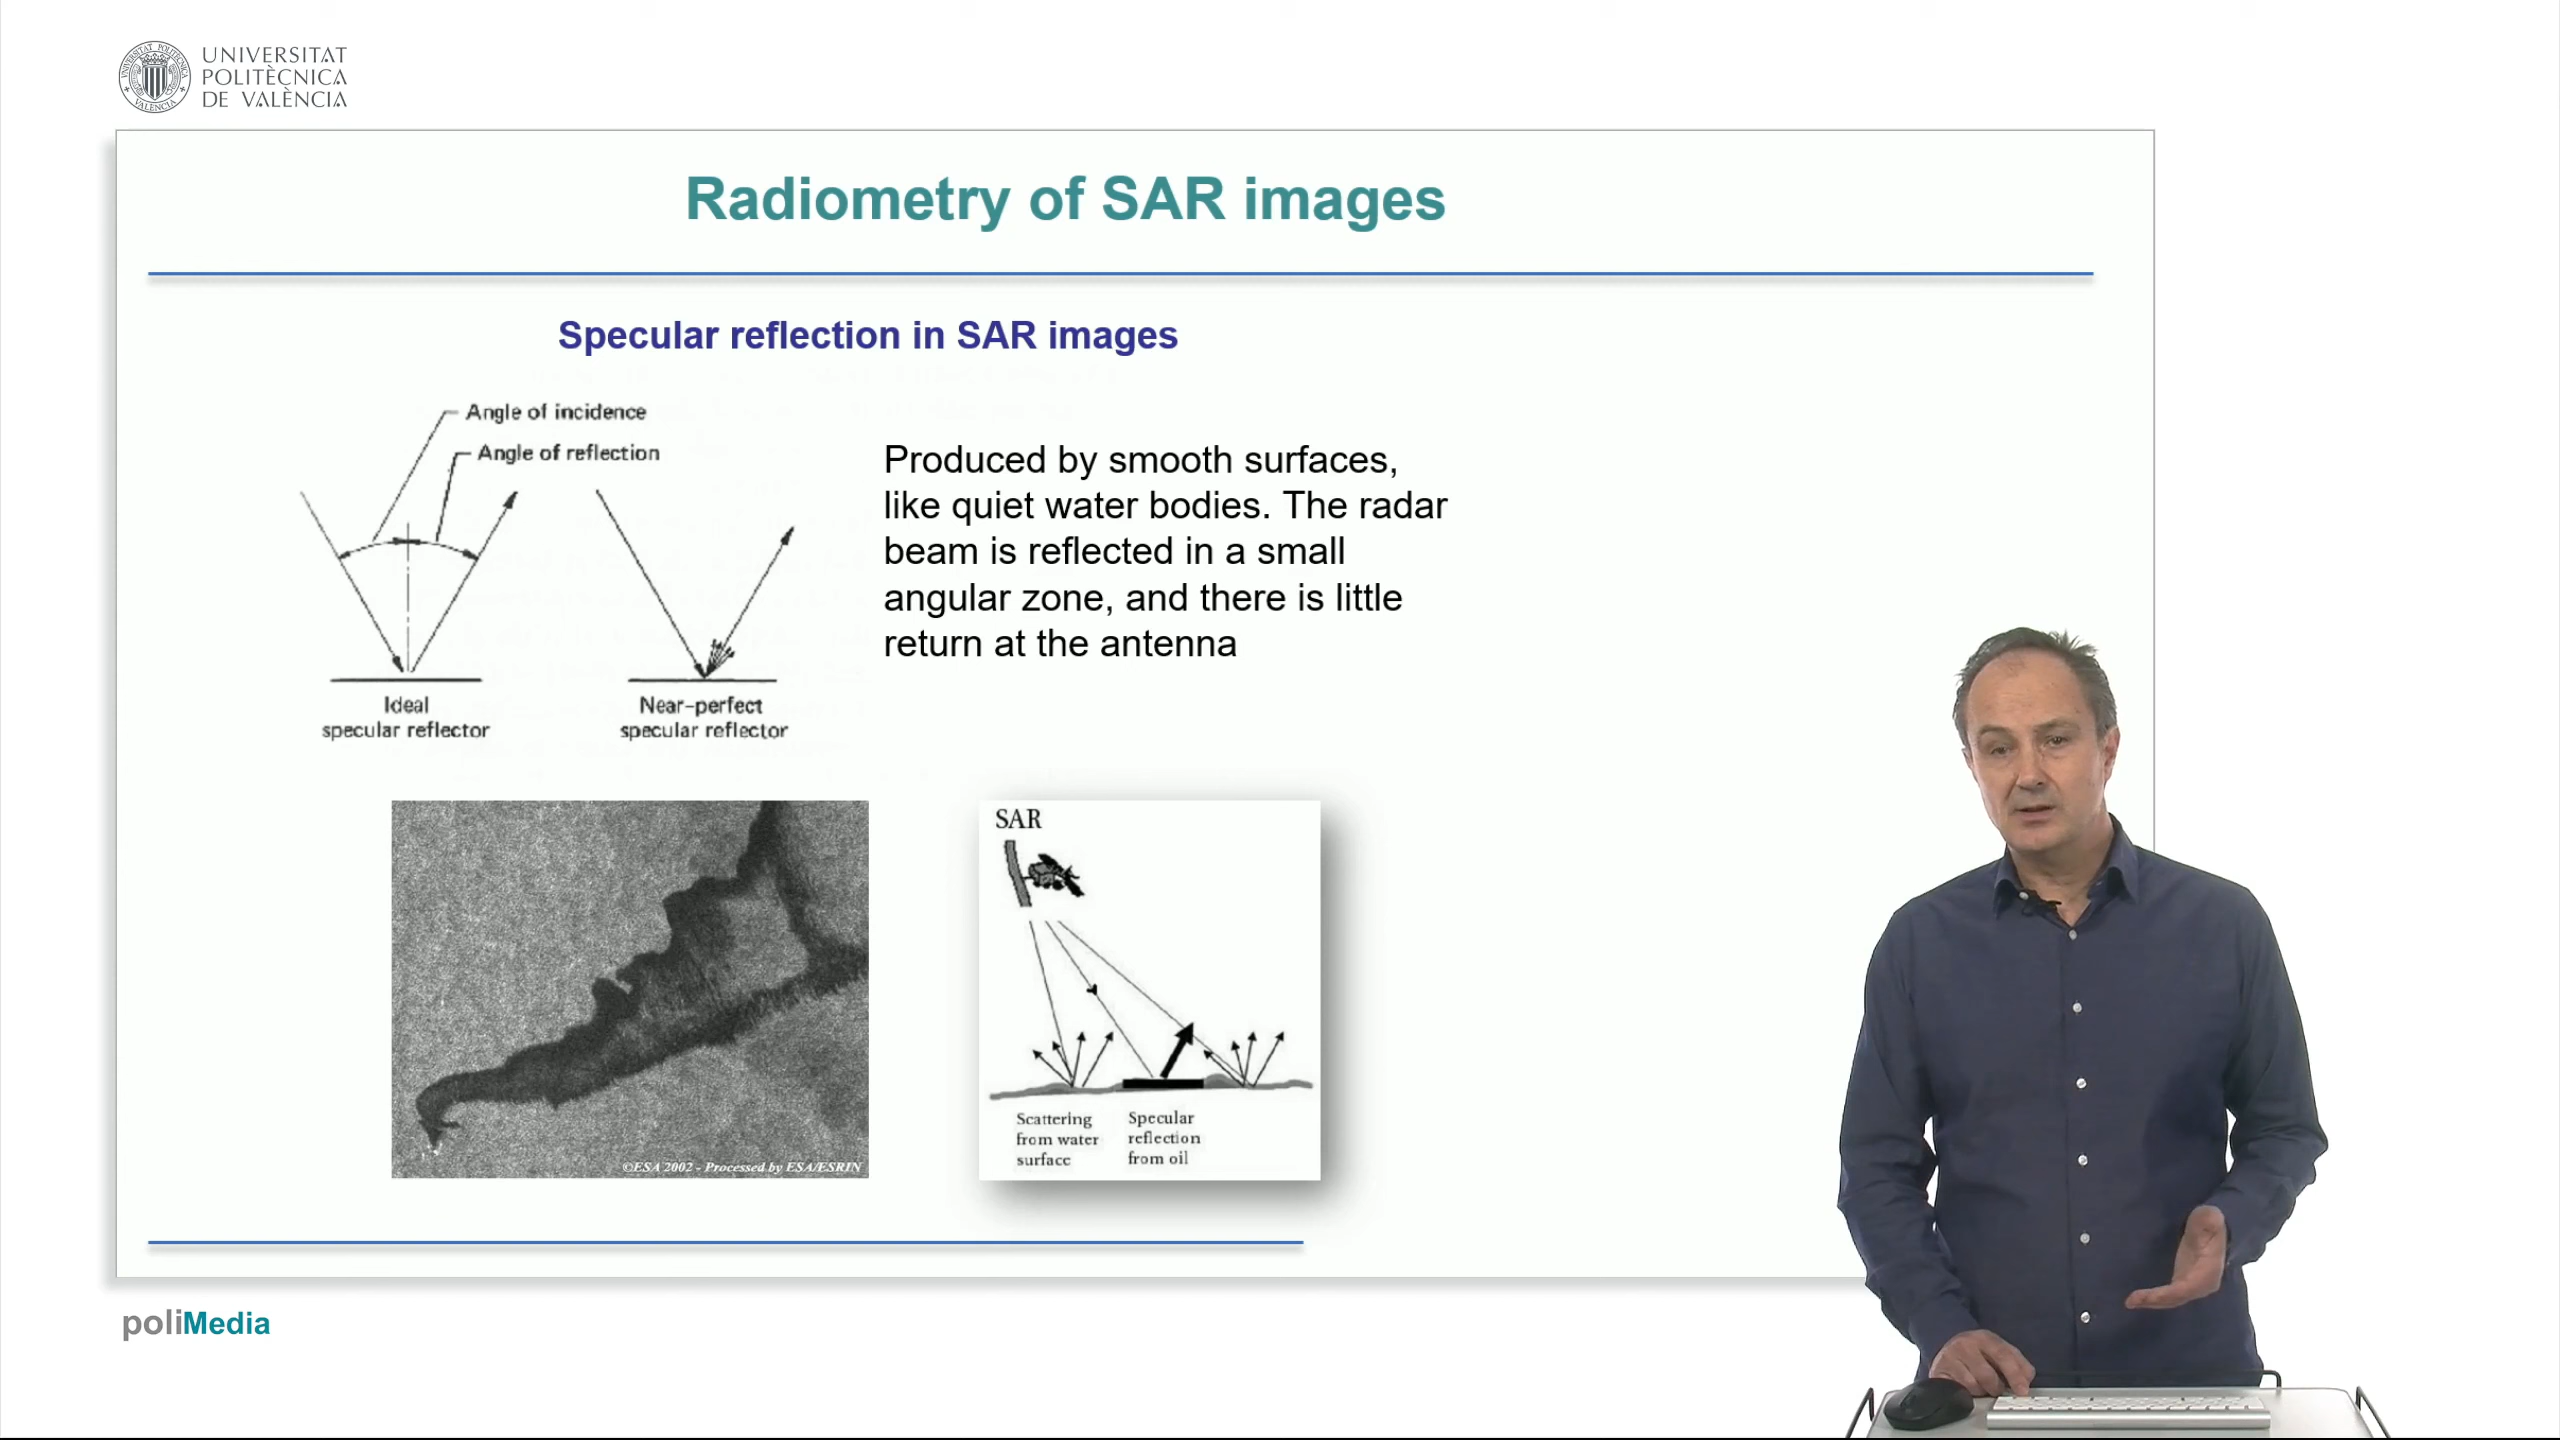 UNIVERSITAT
POLITÈCNICA
DE VALÈNCIA
Radiometry of SAR images
Specular reflection in SAR images
Angle of incidence
Angle of reflection
Ideal
specular reflector
Near-perfect
specular reflector
Produced by smooth surfaces,
like quiet water bodies. The radar
beam is reflected in a small
angular zone, and there is little
return at the antenna
©ESA 2002 - Processed by ESA/ESRIN
SAR
Scattering
from water
surface
Specular
reflection
from oil
poliMedia